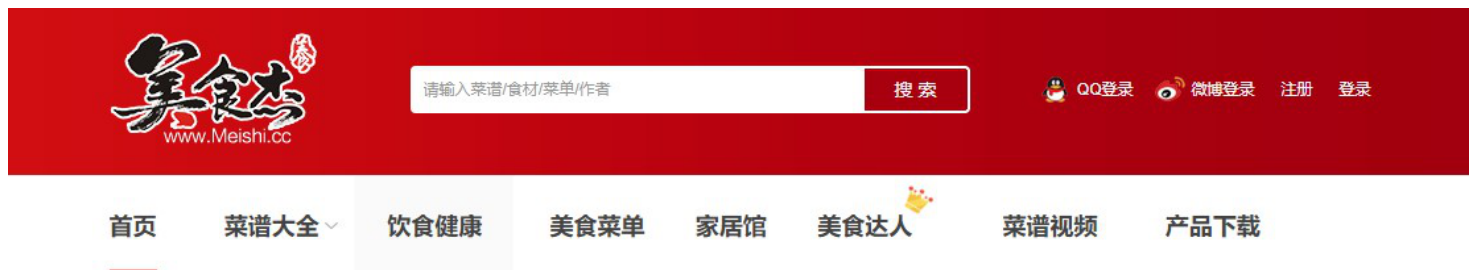 美食杰
www.Meishi.cc
请输入菜谱/食材/菜单/作者
搜索
QQ登录 微博登录 注册 登录
首页 菜谱大全 饮食健康 美食菜单 家居馆 美食达人 菜谱视频 产品下载